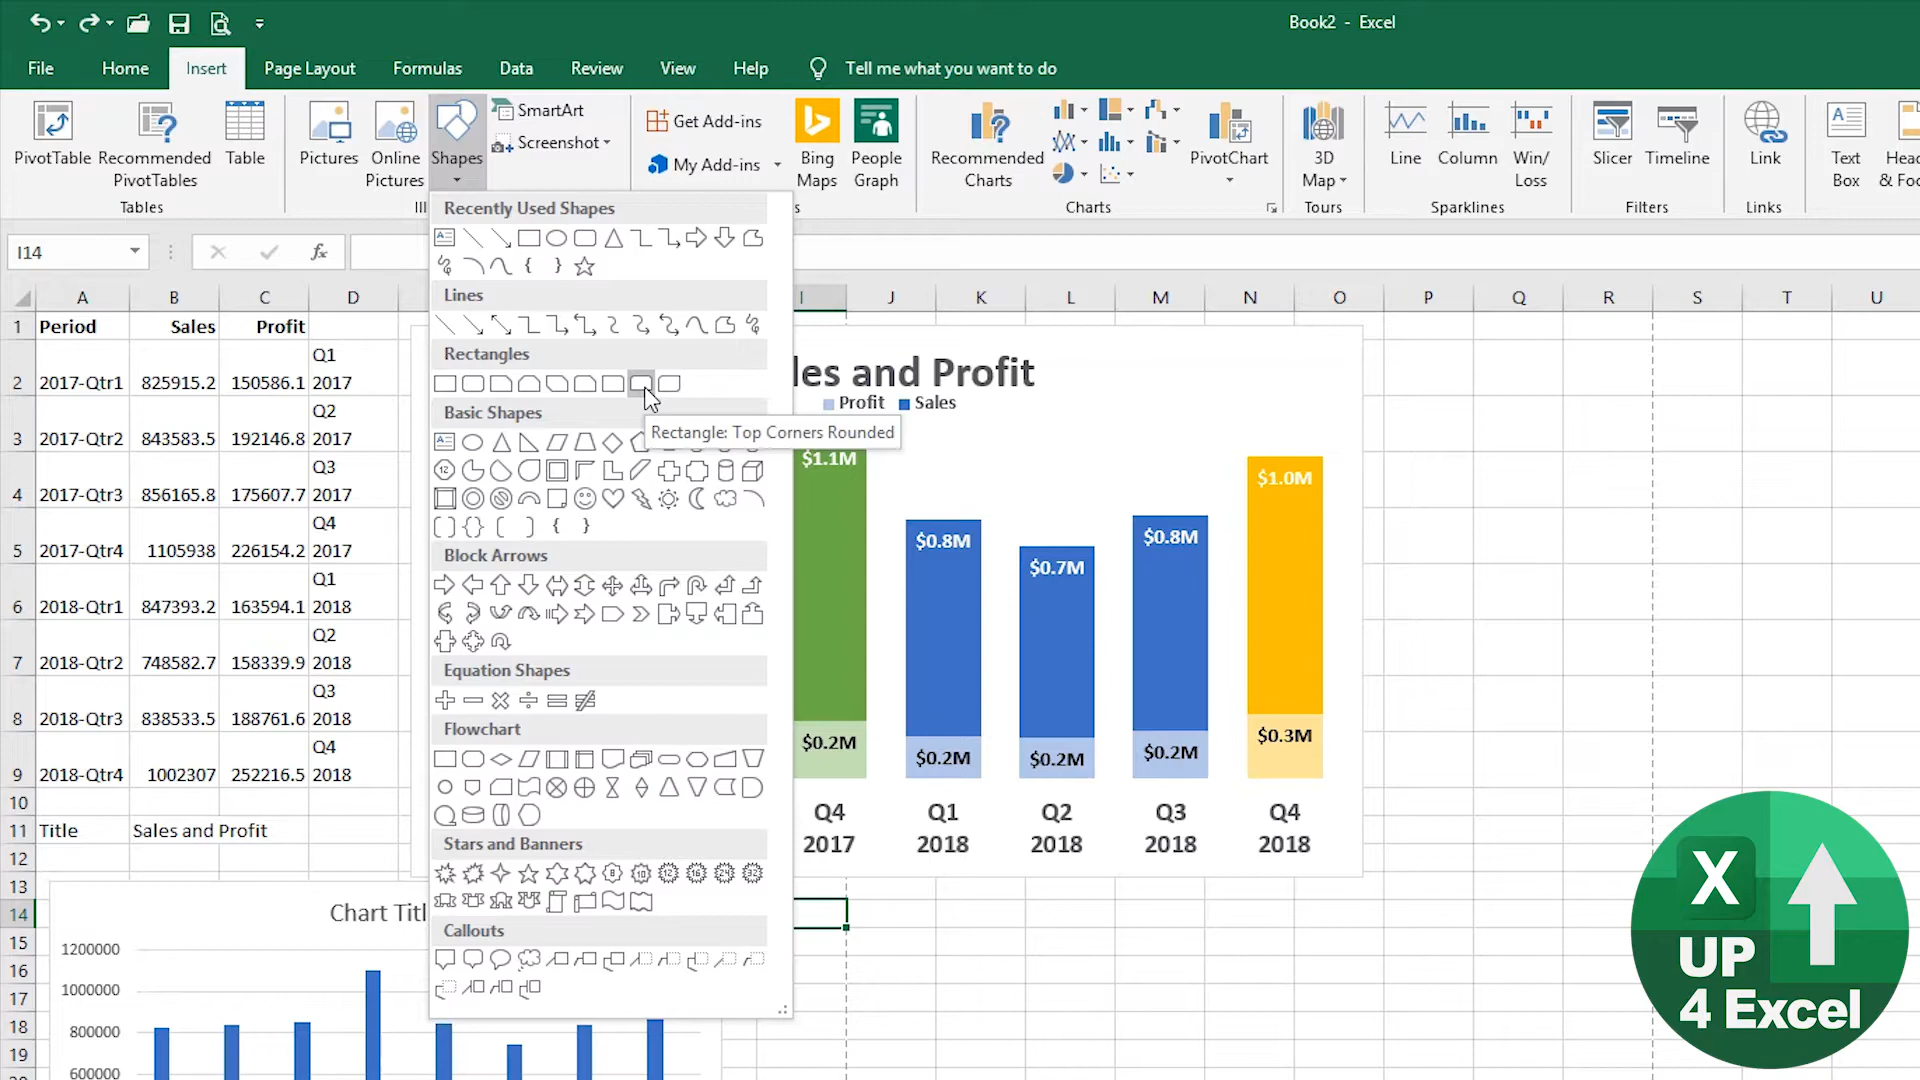 Book2 - Excel
File Home Insert Page Layout Formulas Data Review View Help Tell me what you want to do
PivotTable
Recommended PivotTables
Table
Tables
Pictures
Online Pictures
Shapes
SmartArt
Screenshot
Get Add-ins
My Add-ins
Bing Maps
People Graph
Recommended Charts
PivotChart
Charts
3D Map
Tours
Line
Column
Win/ Loss
Sparklines
Slicer
Timeline
Filters
Link
Links
Text Box
I14
fx
A B C D I J K L M N O P Q R S T U
1 Period Sales Profit
2 2017-Qtr1 825915.2 150586.1 Q1 2017
3 2017-Qtr2 843583.5 192146.8 Q2 2017
4 2017-Qtr3 856165.8 175607.7 Q3 2017
5 2017-Qtr4 1105938 226154.2 Q4 2017
6 2018-Qtr1 847393.2 163594.1 Q1 2018
7 2018-Qtr2 748582.7 158339.9 Q2 2018
8 2018-Qtr3 838533.5 188761.6 Q3 2018
9 2018-Qtr4 1002307 252216.5 Q4 2018
10
11 Title Sales and Profit
12
13
14
15
16
17
18
19
Recently Used Shapes
Lines
Rectangles
Rectangle: Top Corners Rounded
Basic Shapes
Block Arrows
Equation Shapes
Flowchart
Stars and Banners
Callouts
les and Profit
Profit Sales
$1.1M $0.8M $0.7M $0.8M $1.0M
$0.2M $0.2M $0.2M $0.2M $0.3M
Q4 Q1 Q2 Q3 Q4
2017 2018 2018 2018 2018
Chart Titl
1200000
1000000
800000
600000
X
UP
4 Excel